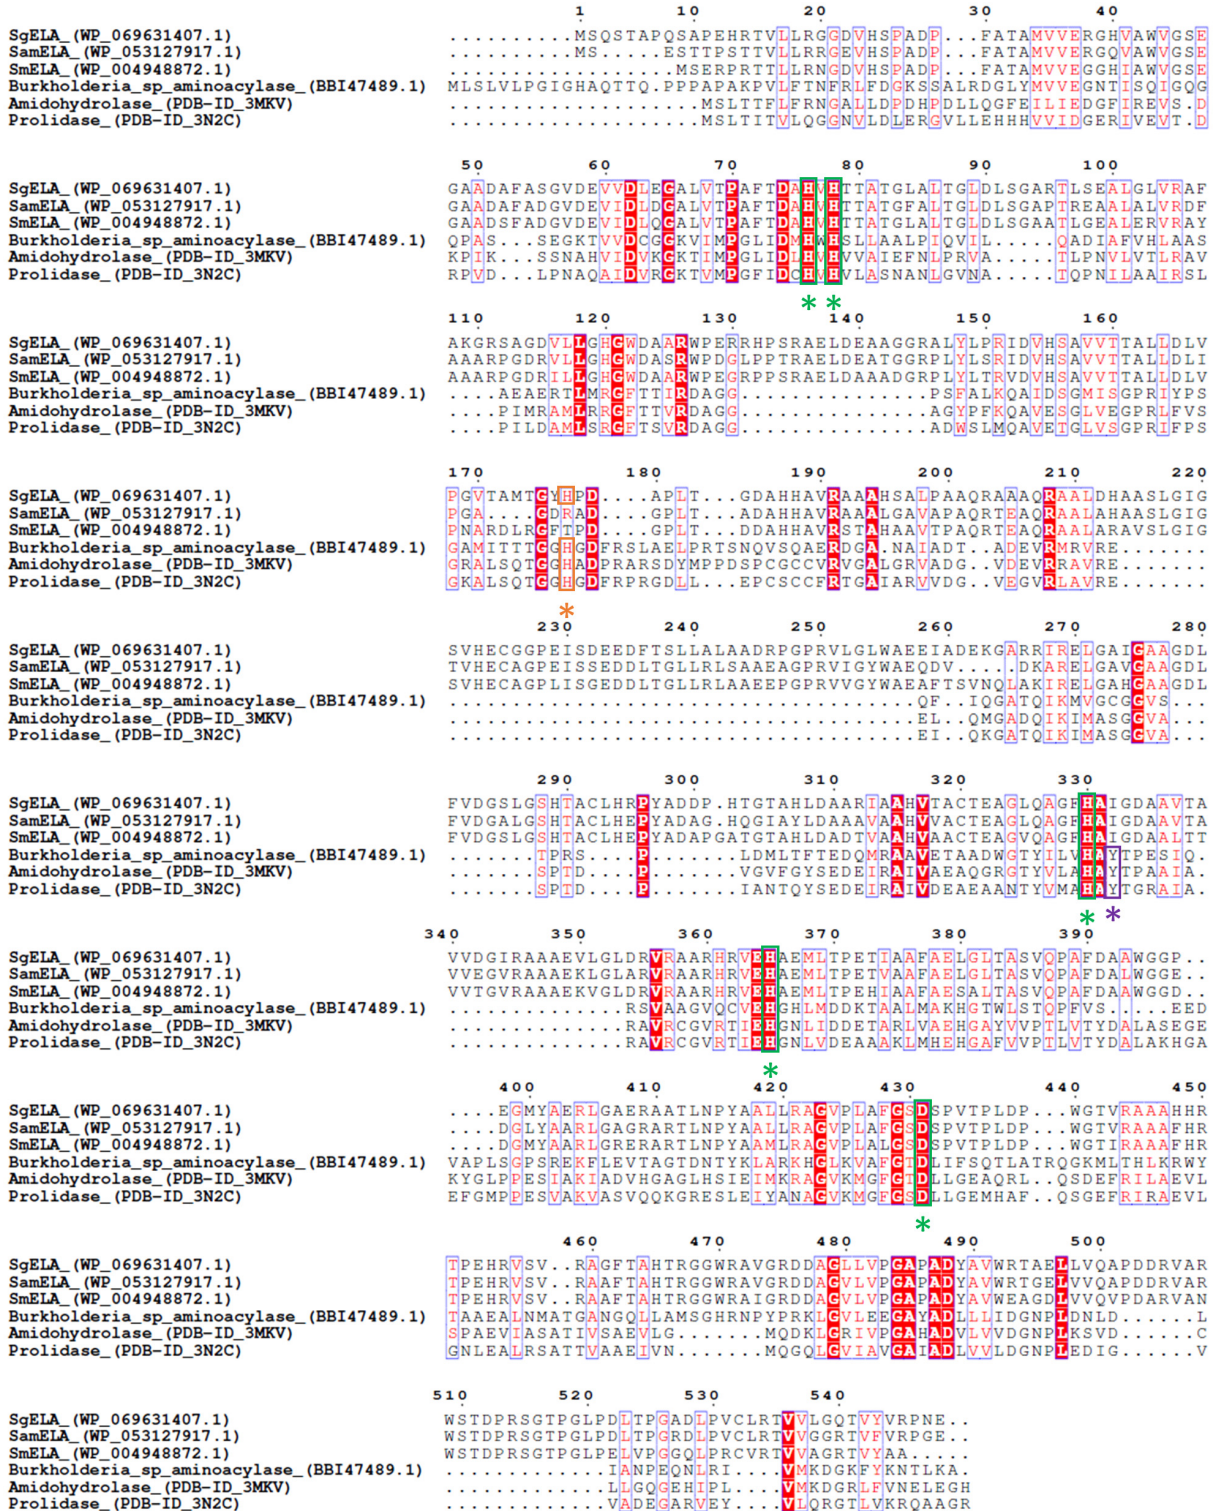 1 10 20 30 40
SgELA_(WP_069631407.1) ..........MSQSTAPQSAPEHRTVLLRGGDVHSPADP...FATAMVVERGHVAWVGSE
SamELA_(WP_053127917.1) ..........MS.....ESTTPSTTVLLRRGEVHSPADP...FATAMVVERGQVAWVGSE
SmELA_(WP_004948872.1) ..................MSERPRTTLLRNGDVHSPADP...FATAMVVEGGHIAWVGSE
Burkholderia_sp_aminoacylase_(BBI47489.1) MLSLVLPGIGHAQTTQ.PPPAPAKPVLFTNFRLFDGKSSALRDGLYMVVEGNTISQIGQG
Amidohydrolase_(PDB-ID_3MKV) ...................MSLTTFLFRNGALLDPDHPDLLQGFEILIEDGFIREVS.D
Prolidase_(PDB-ID_3N2C) ....................MSLTITVLQGGNVLDLERGVLLEHHHVVIDGERIVEVT.D
50 60 70 80 90 100
SgELA_(WP_069631407.1) GAADAFASGVDEVVDLEGALVTPAFTDAHVHTTATGLALTGLDLSGARTLSEALGLVRAF
SamELA_(WP_053127917.1) GAADAFADGVDEVIDLDGALVTPAFTDAHVHTTATGFALTGLDLSGAPTREAALALVRDF
SmELA_(WP_004948872.1) GAADSFADGVDEVIDLQGALVTPAFTDAHVHTTATGLALTGLDLSGAATLGEALERVRAY
Burkholderia_sp_aminoacylase_(BBI47489.1) QPAS...SEGKTVVDCGGKVIMPGLIDMHWHSLLAALPIQVIL.....QADIAFVHLAAS
Amidohydrolase_(PDB-ID_3MKV) KPIK...SSNAHVIDVKGKTIMPGLIDLHVHVVAIEFNLPRVA.....TLPNVLVTLRAV
Prolidase_(PDB-ID_3N2C) RPVD...LPNAQAIDVRGKTVMPGFIDCHVHVLASNANLGVNA.....TQPNILAAIRSL
* *
110 120 130 140 150 160
SgELA_(WP_069631407.1) AKGRSAGDVLLGHGWDAARWPERRHPSRAELDEAAGGRALYLPRIDVHSAVVTTALLDLV
SamELA_(WP_053127917.1) AAARPGDRVLLGHGWDASRWPDGLPPTRAELDEATGGRPLYLSRIDVHSAVVTTALLDLI
SmELA_(WP_004948872.1) AAARPGDRILLGHGWDAARWPEGRPPSRAELDAAADGRPLYLTRVDVHSAVVTTALLDLV
Burkholderia_sp_aminoacylase_(BBI47489.1) ....AEAERTLMRGFTTIRDAGG...............PSFALKQAIDSGMISGPRIYPS
Amidohydrolase_(PDB-ID_3MKV) ....PIMRAMLRRGFTTVRDAGG...............AGYPFKQAVESGLVEGPRLFVS
Prolidase_(PDB-ID_3N2C) ....PILDAMLSRGFTSVRDAGG...............ADWSLMQAVETGLVSGPRIFPS
170 180 190 200 210 220
SgELA_(WP_069631407.1) PGVTAMTGYHPD....APLT...GDAHHAVRAAAHSALPAAQRAAAQRAALDHAASLGIG
SamELA_(WP_053127917.1) PGA....GDRAD....GPLT...ADAHHAVRAAALGAVPAQRTEAQRAALAHAASLGIG
SmELA_(WP_004948872.1) PNARDLRGFTPD....GPLT...DDAHHAVRSTAHAAVTPAQRTEAQRAALARAVSLGIG
Burkholderia_sp_aminoacylase_(BBI47489.1) GAMITTTGGHGDFRSLAELPRTSNQVSQAERDGA.NAIADT..ADEVRMRVRE.......
Amidohydrolase_(PDB-ID_3MKV) GRALSQTGGHADPRARSDYMPPDSPCGCCVRVGALGRVADG..VDEVRRAVRE.......
Prolidase_(PDB-ID_3N2C) GKALSQTGGHGDFRPRGDLL...EPCSCCFRTGAIARVVDG..VEGVRLAVRE.......
*
230 240 250 260 270 280
SgELA_(WP_069631407.1) SVHECGGPEISDEEDFTSLLALAADRPGPRVLGLWAEEIADEKGARRIRELGAIGAAGDL
SamELA_(WP_053127917.1) TVHECAGPEISSEDDLTGLLRLSAAEAGPRVIGYWAEQDV.....DKARELGAVGAAGDL
SmELA_(WP_004948872.1) SVHECAGPLISGEDDLTGLLRLAAEEPGPRVVGYWAEAFTSVNQLAKIRELGAHGAAGDL
Burkholderia_sp_aminoacylase_(BBI47489.1) .....................................QF..IQGATQIKMVGCGGVS...
Amidohydrolase_(PDB-ID_3MKV) .....................................EL..QMGADQIKIMASGGVA...
Prolidase_(PDB-ID_3N2C) .....................................EI..QKGATQIKIMASGGVA...
290 300 310 320 330
SgELA_(WP_069631407.1) FVDGSLGSHTACLHRPYADDP.HTGTAHLDAARIAAHVTACTEAGLQAGFHAIGDAAVTA
SamELA_(WP_053127917.1) FVDGALGSHTACLHEPYADAG.HQGIAYLDAAAVAAHVVACTEAGLQAGFHAIGDAAVTA
SmELA_(WP_004948872.1) FVDGSLGSHTACLHEPYADAPGATGTAHLDADTVAAHVAACTEAGVQAGFHAIGDAALTT
Burkholderia_sp_aminoacylase_(BBI47489.1) .......TPRS....P.......LDMLTFTEDQMRAAVETAADWGTYILVHAYTPESIQ.
Amidohydrolase_(PDB-ID_3MKV) .......SPTD....P.......VGVFGYSEDEIRAIVAEAQGRGTYVLAHAYTPAAIA.
Prolidase_(PDB-ID_3N2C) .......SPTD....P.......IANTQYSEDEIRAIVDEAEAANTYVMAHAYTGRAIA.
* *
340 350 360 370 380 390
SgELA_(WP_069631407.1) VVDGIRAAAEVLGLDRVRAARHRVEHAEMLTPETIAAFAELGLTASVQPAFDAAWGGP..
SamELA_(WP_053127917.1) VVEGVRAAAEKLGLARVRAARHRVEHAEMLTPETVAAFAELGLTASVQPAFDALWGGE..
SmELA_(WP_004948872.1) VVTGVRAAAEKVGLDRVRAARHRVEHAEMLTPEHIAAFAESALTASVQPAFDAAWGGD..
Burkholderia_sp_aminoacylase_(BBI47489.1) ..............RSVAAGVQCVEHGHLMDDKTAALMAKHGTWLSTQPFVS.....EED
Amidohydrolase_(PDB-ID_3MKV) ..............RAVRCGVRTIEHGNLIDDETARLVAEHGAYVVPTLVTYDALASEGE
Prolidase_(PDB-ID_3N2C) ..............RAVRCGVRTIEHGNLVDEAAAKLMHEHGAFVVPTLVTYDALAKHGA
*
400 410 420 430 440 450
SgELA_(WP_069631407.1) ....EGMYAERLGAERAATLNPYAALLRAGVPLAFGSDSPVTPLDP...WGTVRAAAHHR
SamELA_(WP_053127917.1) ....DGLYAARLGAGRARTLNPYAALLRAGVPLAFGSDSPVTPLDP...WGTVRAAAFHR
SmELA_(WP_004948872.1) ....DGMYAARLGRERARTLNPYAAMLRAGVPLALGSDSPVTPLDP...WGTIRAAAFHR
Burkholderia_sp_aminoacylase_(BBI47489.1) VAPLSGPSREKFLEVTAGTDNTYKLARKHGLKVAFGTDLIFSQTLATRQGKMLTHLKRWY
Amidohydrolase_(PDB-ID_3MKV) KYGLPPESIAKIADVHGAGLHSIEIMKRAGVKMGFGTDLLGEAQRL..QSDEFRILAEVL
Prolidase_(PDB-ID_3N2C) EFGMPPESVAKVASVQQKGRESLEIYANAGVKMGFGSDLLGEMHAF..QSGEFRIRAEVL
*
460 470 480 490 500
SgELA_(WP_069631407.1) TPEHRVSV..RAGFTAHTRGGWRAVGRDDAGLLVPGAPADYAVWRTAELLVQAPDDRVAR
SamELA_(WP_053127917.1) TPEHRVSV..RAAFTAHTRGGWRAVGRDDAGVLVPGAPADYAVWRTGELVVQAPDDRVAR
SmELA_(WP_004948872.1) TPEHRVSV..RAAFTAHTRGGWRAIGRDDAGVLVPGAPADYAVWEAGDLVVQVPDARVAN
Burkholderia_sp_aminoacylase_(BBI47489.1) TAAEALNMATGANGQLLAMSGHRNPYPRKLGVLEEGAYADLLLIDGNPLDNLD......L
Amidohydrolase_(PDB-ID_3MKV) SPAEVIASATIVSAEVLG.......MQDKLGRIVPGAHADVLVVDGNPLKSVD......C
Prolidase_(PDB-ID_3N2C) GNLEALRSATTVAAEIVN.......MQGQLGVIAVGAIADLVVLDGNPLEDIG......V
510 520 530 540
SgELA_(WP_069631407.1) WSTDPRSGTPGLPDLTPGADLPVCLRTVVLGQTVYVRPNE..
SamELA_(WP_053127917.1) WSTDPRSGTPGLPDLTPGRDLPVCLRTVVGGRTVFVRPGE..
SmELA_(WP_004948872.1) WSTDPRSGTPGLPELVPGGQLPRCVRTVVAGRTVYAA.....
Burkholderia_sp_aminoacylase_(BBI47489.1) .............IANPEQNLRI....VMKDGKFYKNTLKA.
Amidohydrolase_(PDB-ID_3MKV) .............LLGQGEHIPL....VMKDGRLFVNELEGH
Prolidase_(PDB-ID_3N2C) .............VADEGARVEY....VLQRGTLVKRQAAGR